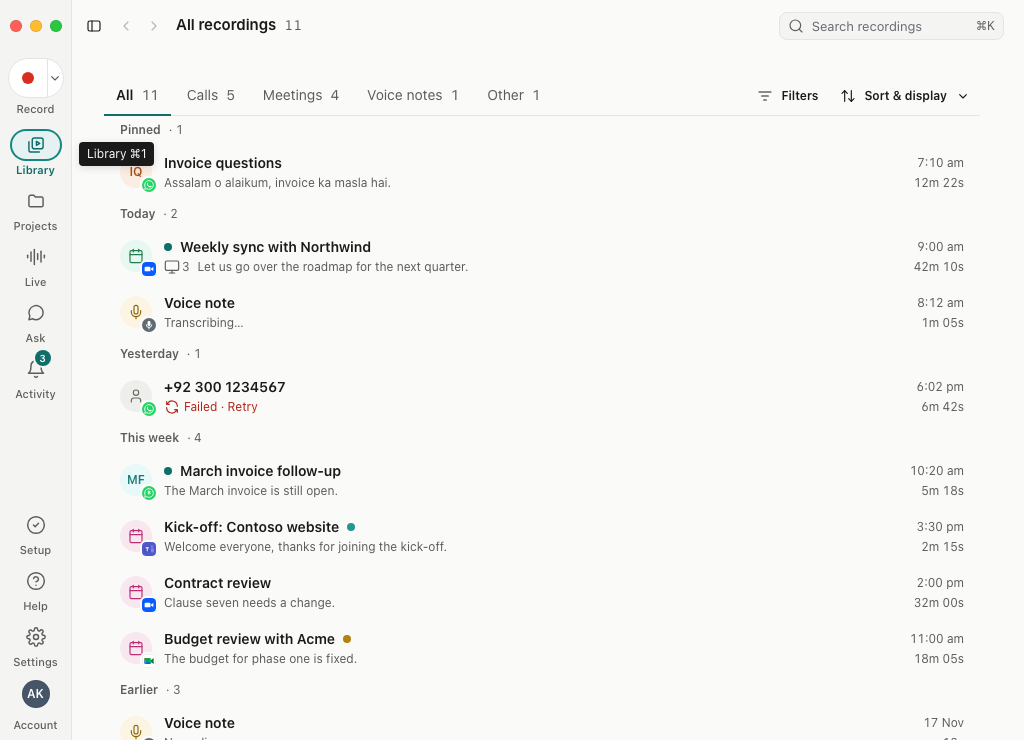 All recordings 11
Search recordings ⌘K
Record
Library
Library ⌘1
Projects
Live
Ask
3
Activity
Setup
Help
Settings
AK
Account
All 11 Calls 5 Meetings 4 Voice notes 1 Other 1
Filters Sort & display
Pinned · 1
IQ
Invoice questions 7:10 am
Assalam o alaikum, invoice ka masla hai. 12m 22s
Today · 2
Weekly sync with Northwind 9:00 am
3 Let us go over the roadmap for the next quarter. 42m 10s
Voice note 8:12 am
Transcribing… 1m 05s
Yesterday · 1
+92 300 1234567 6:02 pm
Failed · Retry 6m 42s
This week · 4
MF
March invoice follow-up 10:20 am
The March invoice is still open. 5m 18s
Kick-off: Contoso website 3:30 pm
Welcome everyone, thanks for joining the kick-off. 2m 15s
Contract review 2:00 pm
Clause seven needs a change. 32m 00s
Budget review with Acme 11:00 am
The budget for phase one is fixed. 18m 05s
Earlier · 3
Voice note 17 Nov